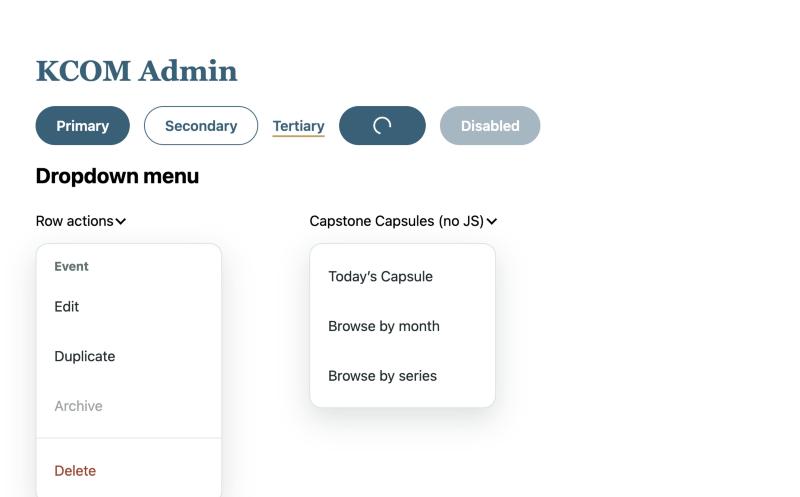 KCOM Admin
Primary
Secondary
Tertiary
Disabled
Dropdown menu
Row actions
Event
Edit
Duplicate
Archive
Delete
Capstone Capsules (no JS)
Today’s Capsule
Browse by month
Browse by series